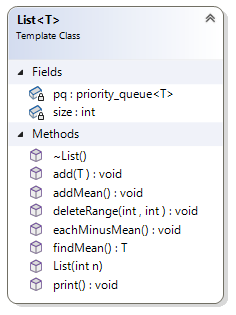 List<T>
Template Class
Fields
pq : priority_queue<T>
size : int
Methods
~List()
add(T ) : void
addMean() : void
deleteRange(int , int ) : void
eachMinusMean() : void
findMean() : T
List(int n)
print() : void